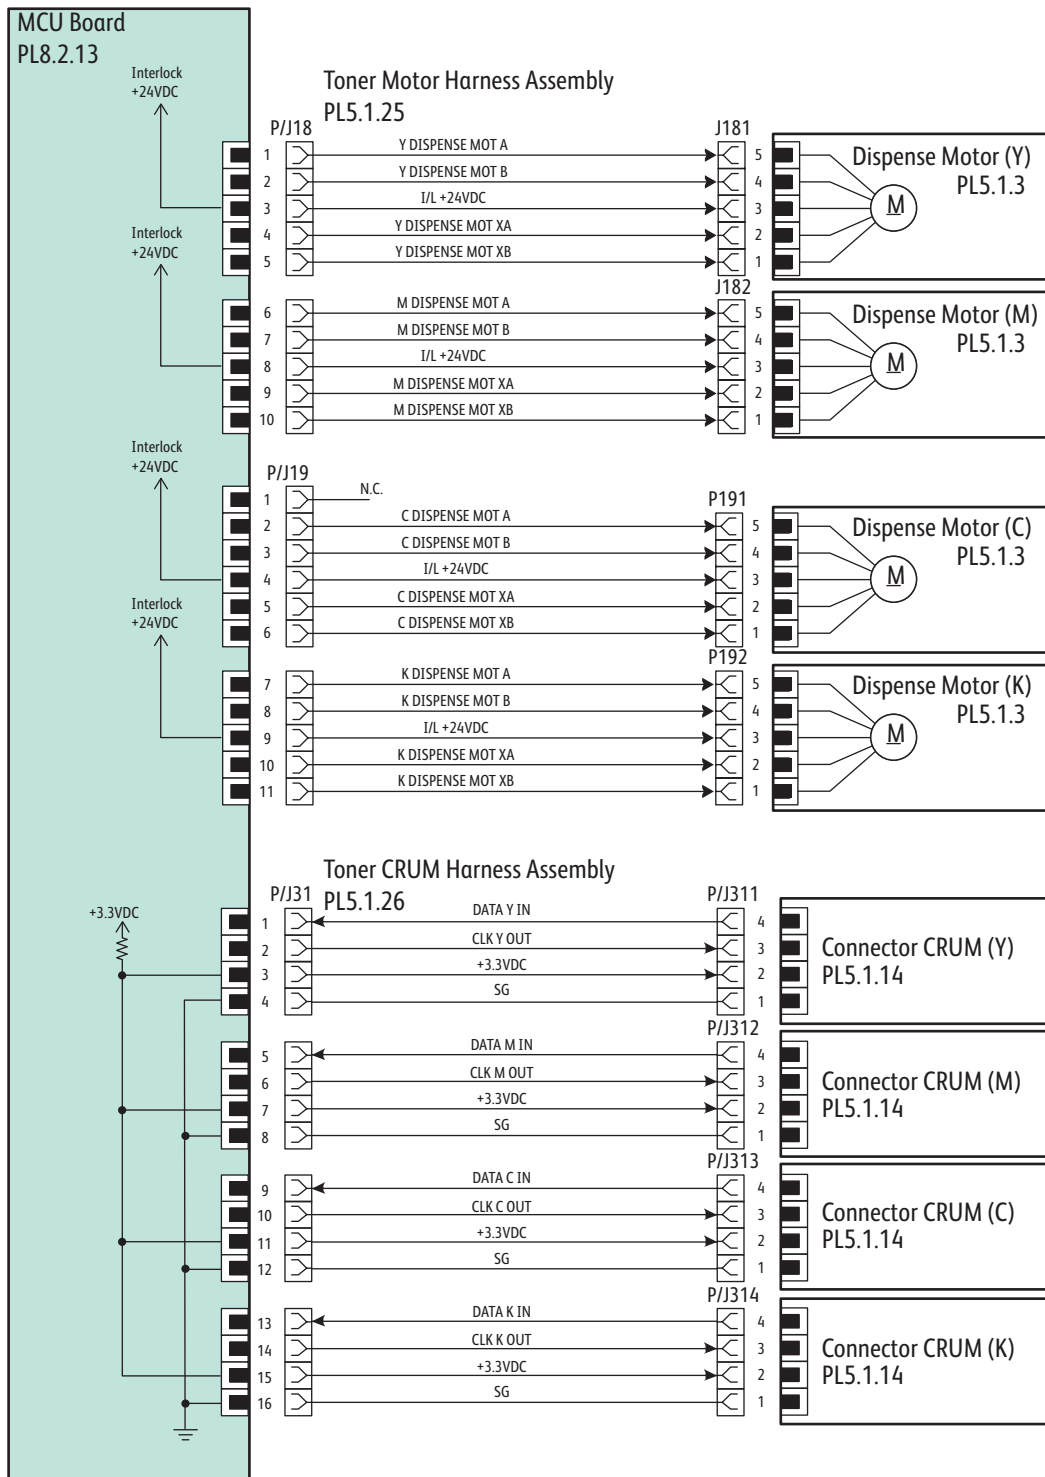 MCU Board
PL8.2.13
Interlock
+24VDC
Toner Motor Harness Assembly
PL5.1.25
P/J18
J181
1 Y DISPENSE MOT A 5
2 Y DISPENSE MOT B 4
3 I/L +24VDC 3
4 Y DISPENSE MOT XA 2
5 Y DISPENSE MOT XB 1
Dispense Motor (Y)
PL5.1.3
M
Interlock
+24VDC
J182
6 M DISPENSE MOT A 5
7 M DISPENSE MOT B 4
8 I/L +24VDC 3
9 M DISPENSE MOT XA 2
10 M DISPENSE MOT XB 1
Dispense Motor (M)
PL5.1.3
M
Interlock
+24VDC
P/J19
P191
1 N.C.
2 C DISPENSE MOT A 5
3 C DISPENSE MOT B 4
4 I/L +24VDC 3
5 C DISPENSE MOT XA 2
6 C DISPENSE MOT XB 1
Dispense Motor (C)
PL5.1.3
M
Interlock
+24VDC
P192
7 K DISPENSE MOT A 5
8 K DISPENSE MOT B 4
9 I/L +24VDC 3
10 K DISPENSE MOT XA 2
11 K DISPENSE MOT XB 1
Dispense Motor (K)
PL5.1.3
M
Toner CRUM Harness Assembly
PL5.1.26
+3.3VDC
P/J31
P/J311
1 DATA Y IN 4
2 CLK Y OUT 3
3 +3.3VDC 2
4 SG 1
Connector CRUM (Y)
PL5.1.14
P/J312
5 DATA M IN 4
6 CLK M OUT 3
7 +3.3VDC 2
8 SG 1
Connector CRUM (M)
PL5.1.14
P/J313
9 DATA C IN 4
10 CLK C OUT 3
11 +3.3VDC 2
12 SG 1
Connector CRUM (C)
PL5.1.14
P/J314
13 DATA K IN 4
14 CLK K OUT 3
15 +3.3VDC 2
16 SG 1
Connector CRUM (K)
PL5.1.14